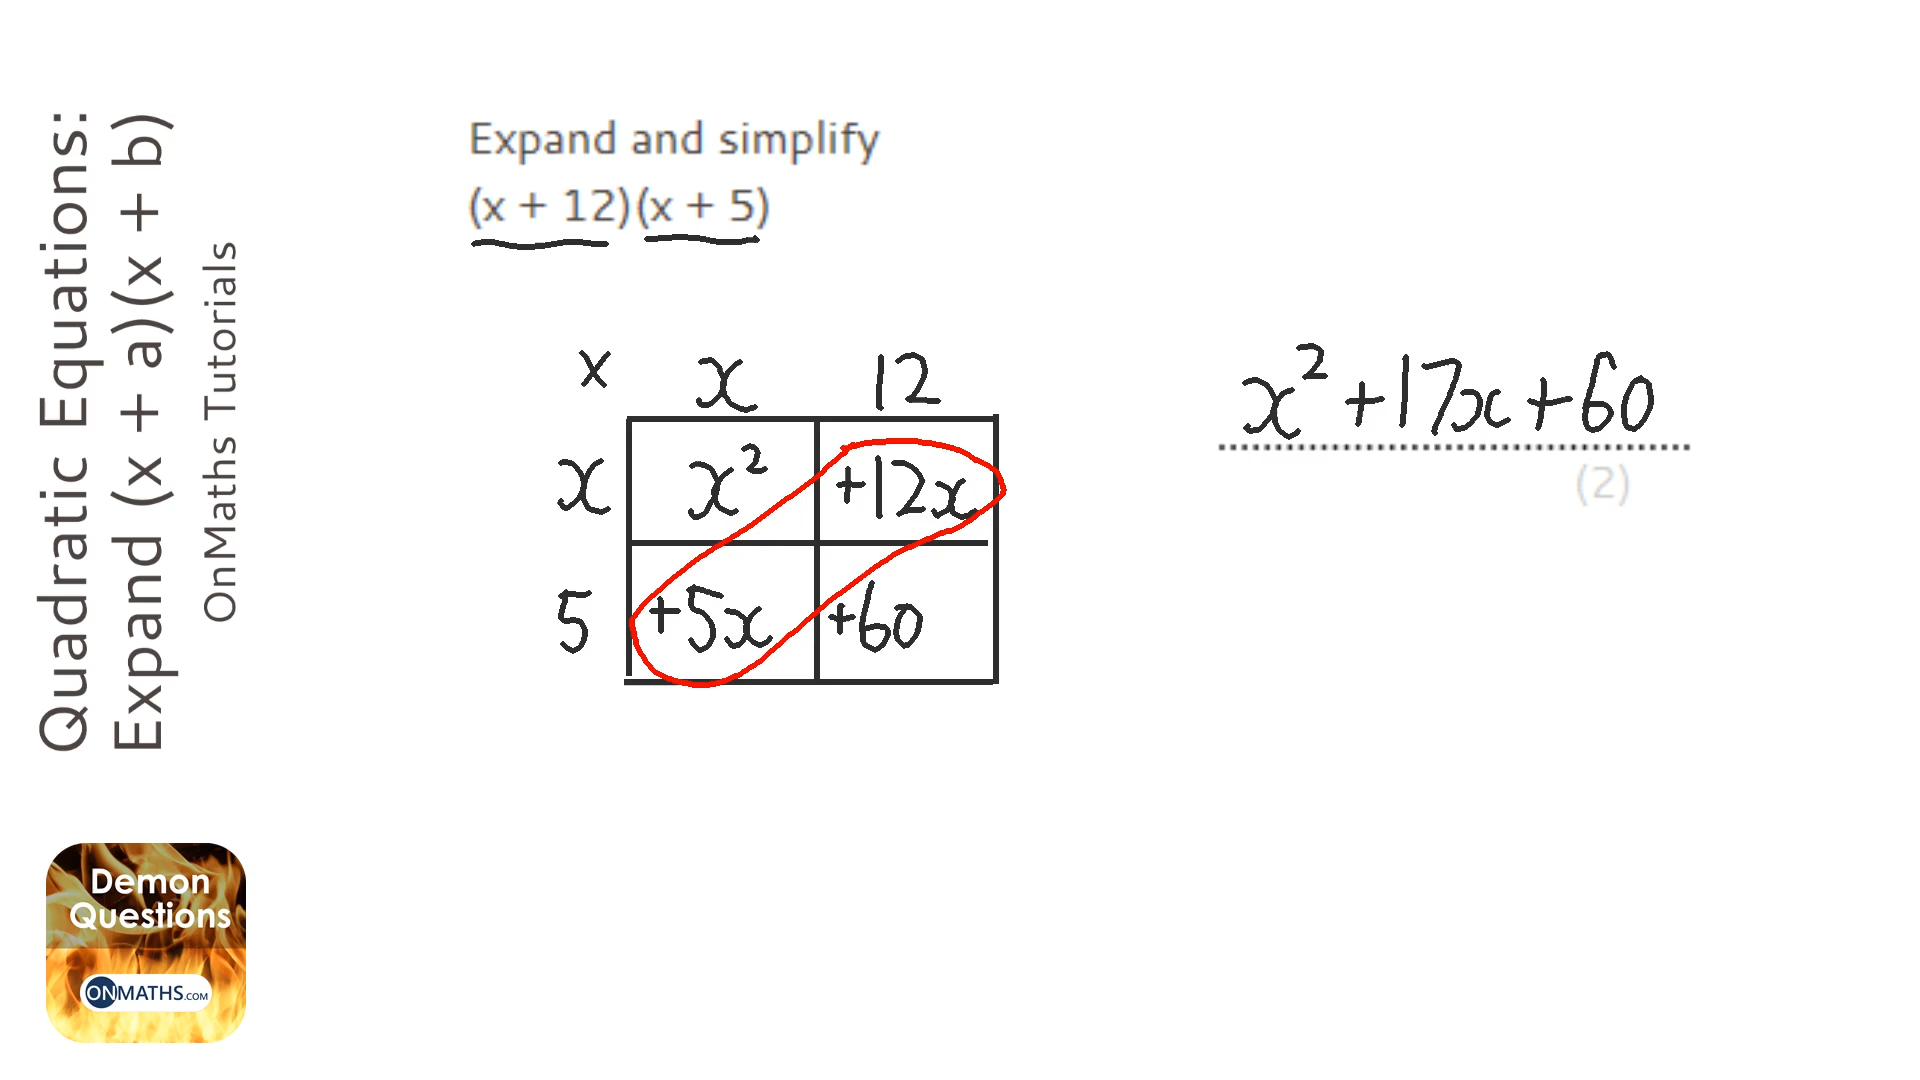 Quadratic Equations:
Expand (x + a)(x + b)
OnMaths Tutorials
Expand and simplify
(x + 12)(x + 5)
× x 12
x x² +12x
5 +5x +60
x² +17x+60
(2)
Demon
Questions
ONMATHS.COM